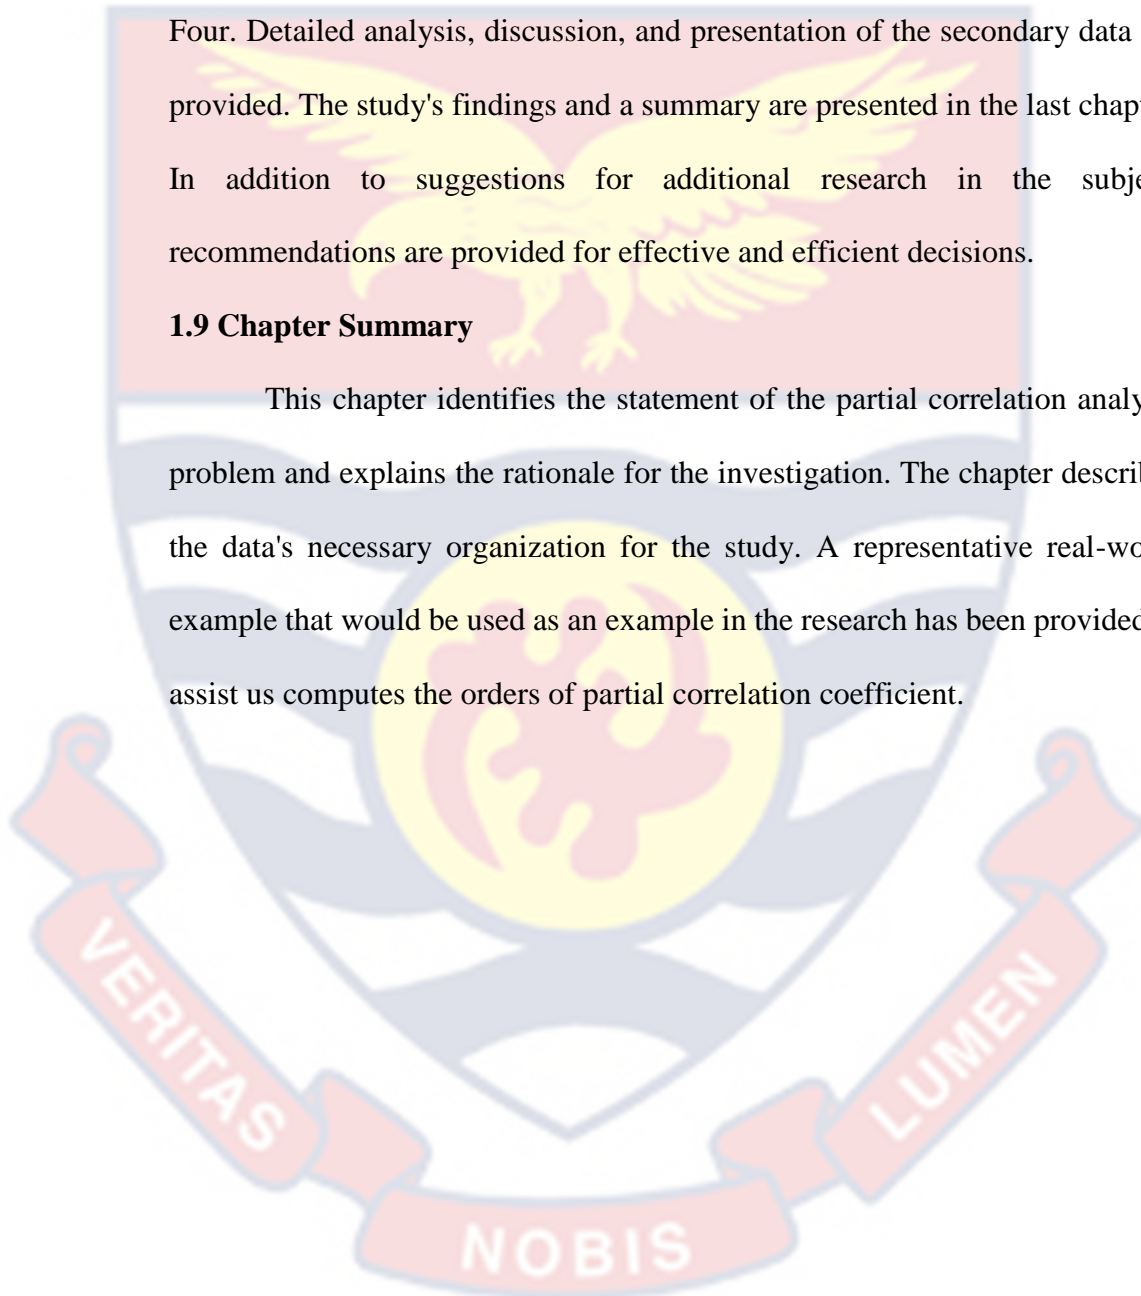 Four. Detailed analysis, discussion, and presentation of the secondary data
provided. The study's findings and a summary are presented in the last chapt
In addition to suggestions for additional research in the subje
recommendations are provided for effective and efficient decisions.
1.9 Chapter Summary
This chapter identifies the statement of the partial correlation analy
problem and explains the rationale for the investigation. The chapter describ
the data's necessary organization for the study. A representative real-wo
example that would be used as an example in the research has been provided
assist us computes the orders of partial correlation coefficient.
VERITAS
NOBIS
LUMEN